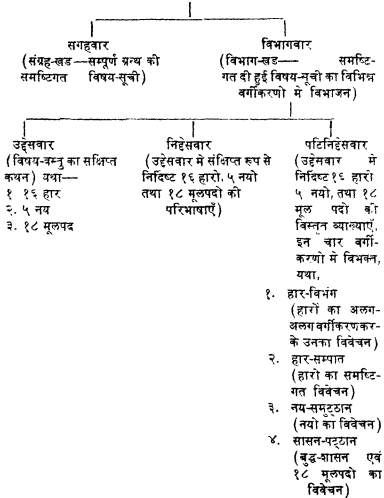 सगहवार
(संग्रह-खड—सम्पूर्ण ग्रन्थ की
समष्टिगत विषय-सूची)
विभागवार
(विभाग-खड— समष्टि-
गत दी हुई विषय-सूची का विभिन्न
वर्गीकरणो मे विभाजन)
उद्देसवार
(विषय-वस्तु का सक्षिप्त
कथन) यथा—
१ १६ हार
२. ५ नय
३. १८ मूलपद
निद्देसवार
(उद्देसवार मे संक्षिप्त रूप से
निर्दिष्ट १६ हारो, ५ नयो
तथा १८ मूलपदो की
परिभाषाएँ)
पटिनिद्देसवार
(उद्देसवार मे
निर्दिष्ट १६ हारो
५ नयो, तथा १८
मूल पदो की
विस्तृत व्याख्याएँ,
इन चार वर्गी-
करणो मे विभक्त,
यथा,
१. हार-विभंग
(हारों का अलग-
अलग वर्गीकरण कर-
के उनका विवेचन)
२. हार-सम्पात
(हारो का समष्टि-
गत विवेचन)
३. नय-समुट्ठान
(नयो का विवेचन)
४. सासन-पट्ठान
(बुद्ध-शासन एवं
१८ मूलपदो का
विवेचन)